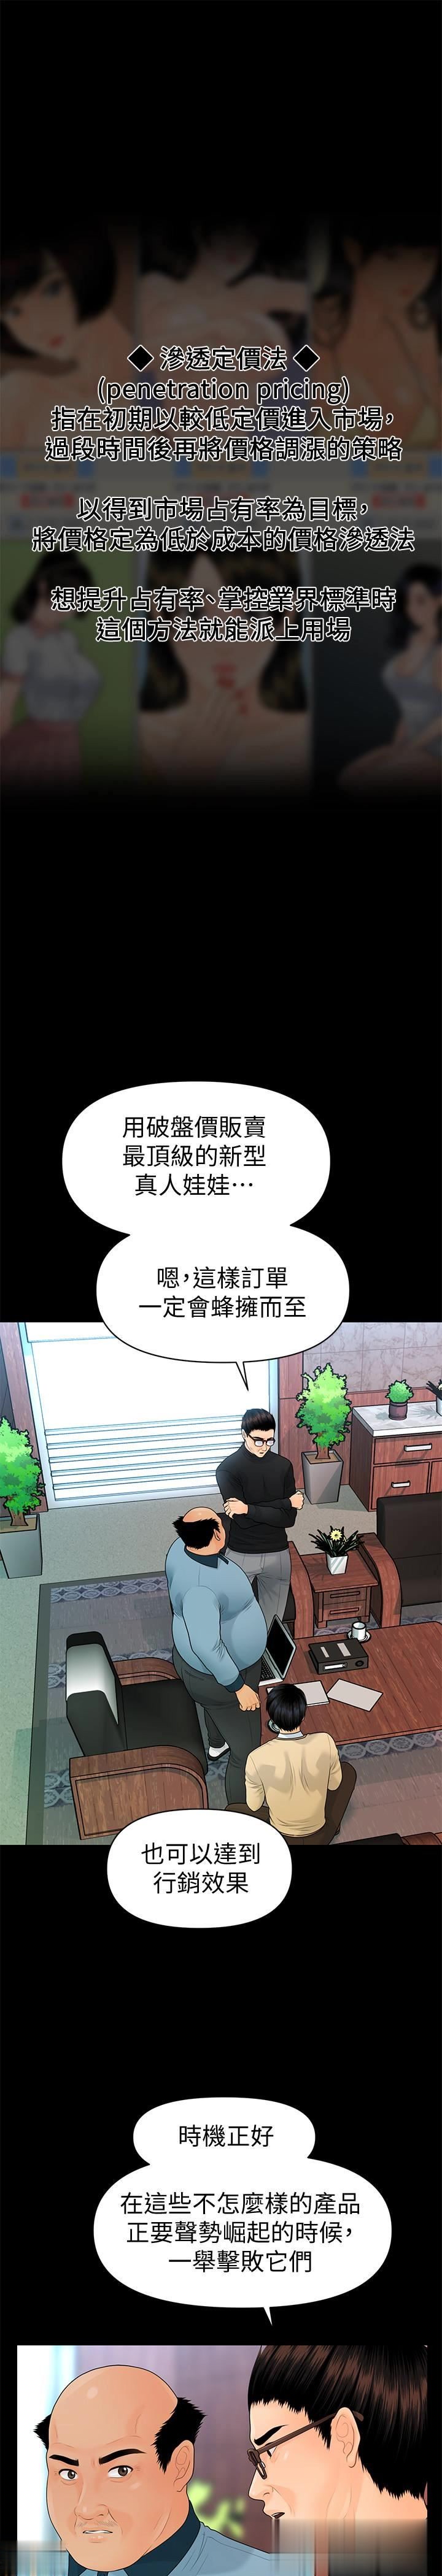 ◆ 滲透定價法 ◆
(penetration pricing)
指在初期以較低定價進入市場,
過段時間後再將價格調漲的策略
以得到市場占有率為目標,
將價格定為低於成本的價格滲透法
想提升占有率、掌控業界標準時
這個方法就能派上用場
用破盤價販賣
最頂級的新型
真人娃娃…
嗯,這樣訂單
一定會蜂擁而至
也可以達到
行銷效果
時機正好
在這些不怎麼樣的產品
正要聲勢崛起的時候,
一舉擊敗它們